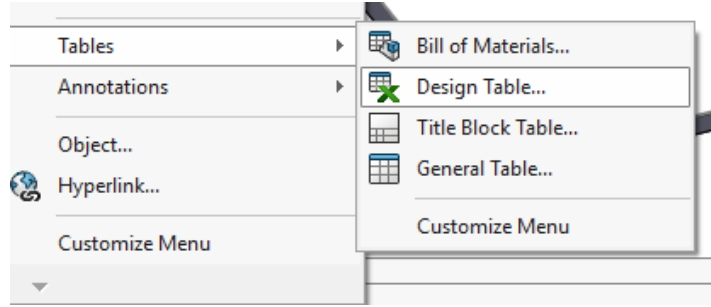 Tables
Annotations
Object...
Hyperlink...
Customize Menu
Bill of Materials...
Design Table...
Title Block Table...
General Table...
Customize Menu